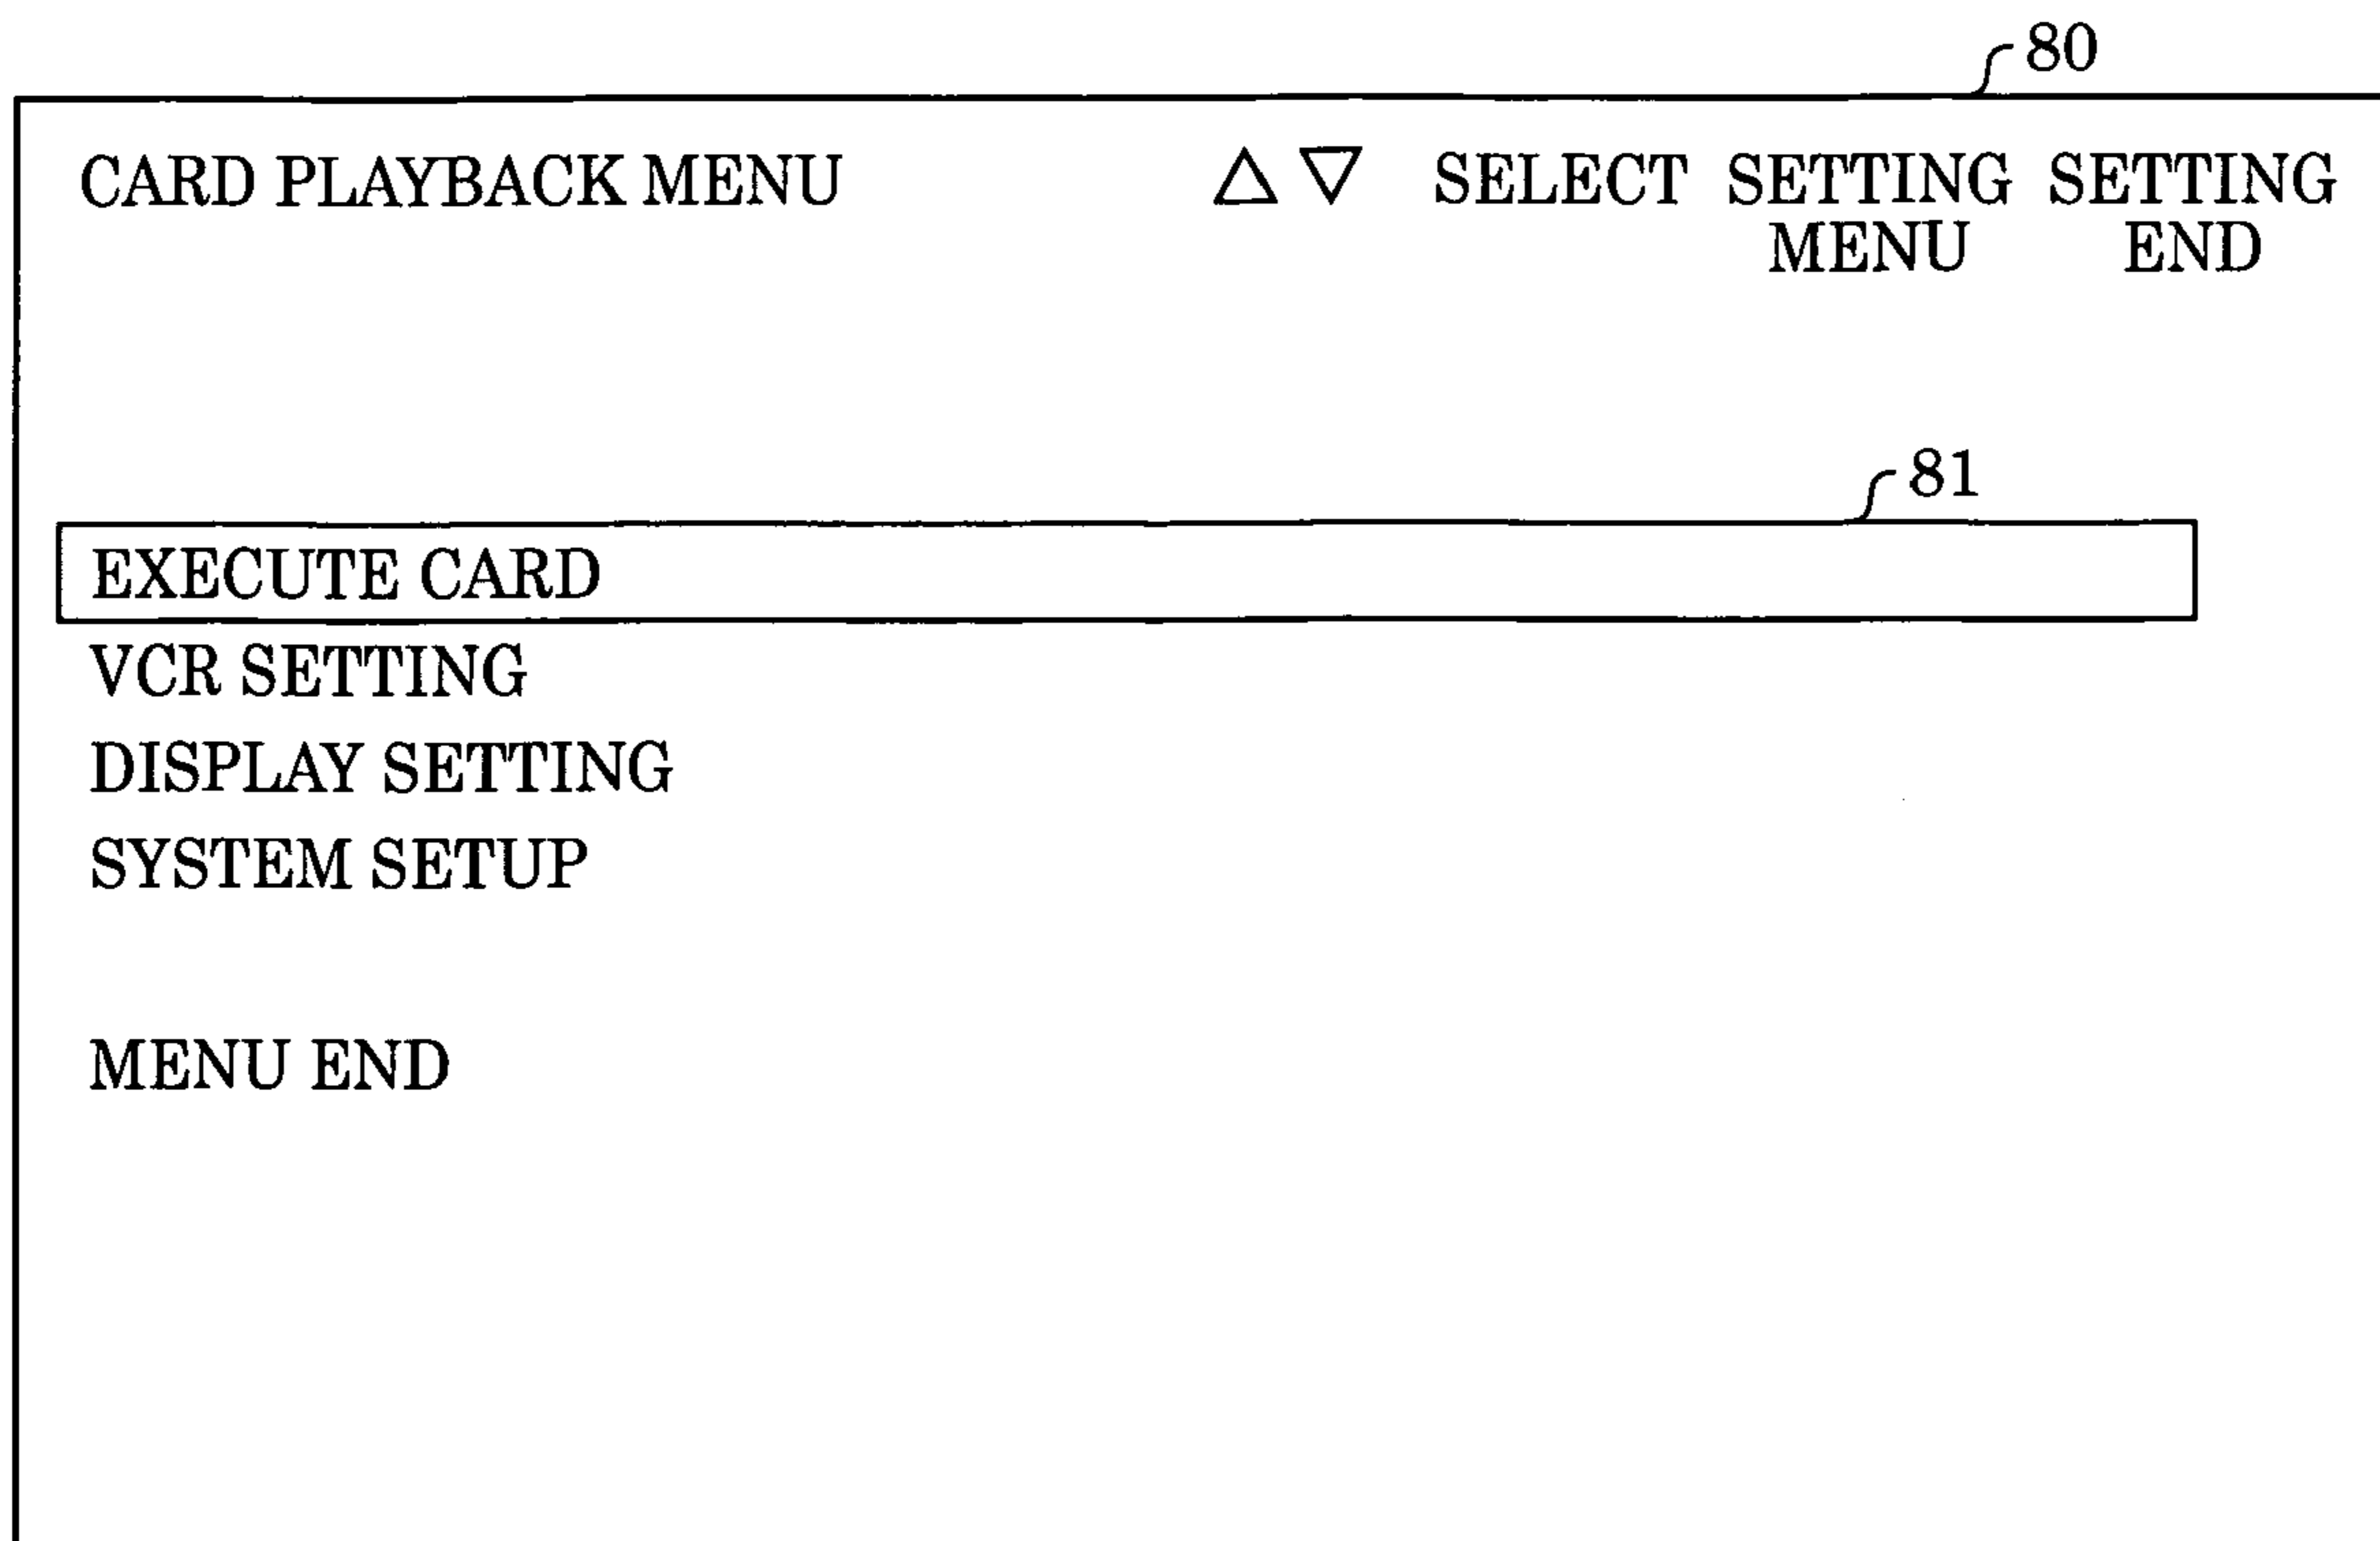 80
CARD PLAYBACK MENU △ ▽ SELECT SETTING SETTING
MENU END
81
EXECUTE CARD
VCR SETTING
DISPLAY SETTING
SYSTEM SETUP
MENU END